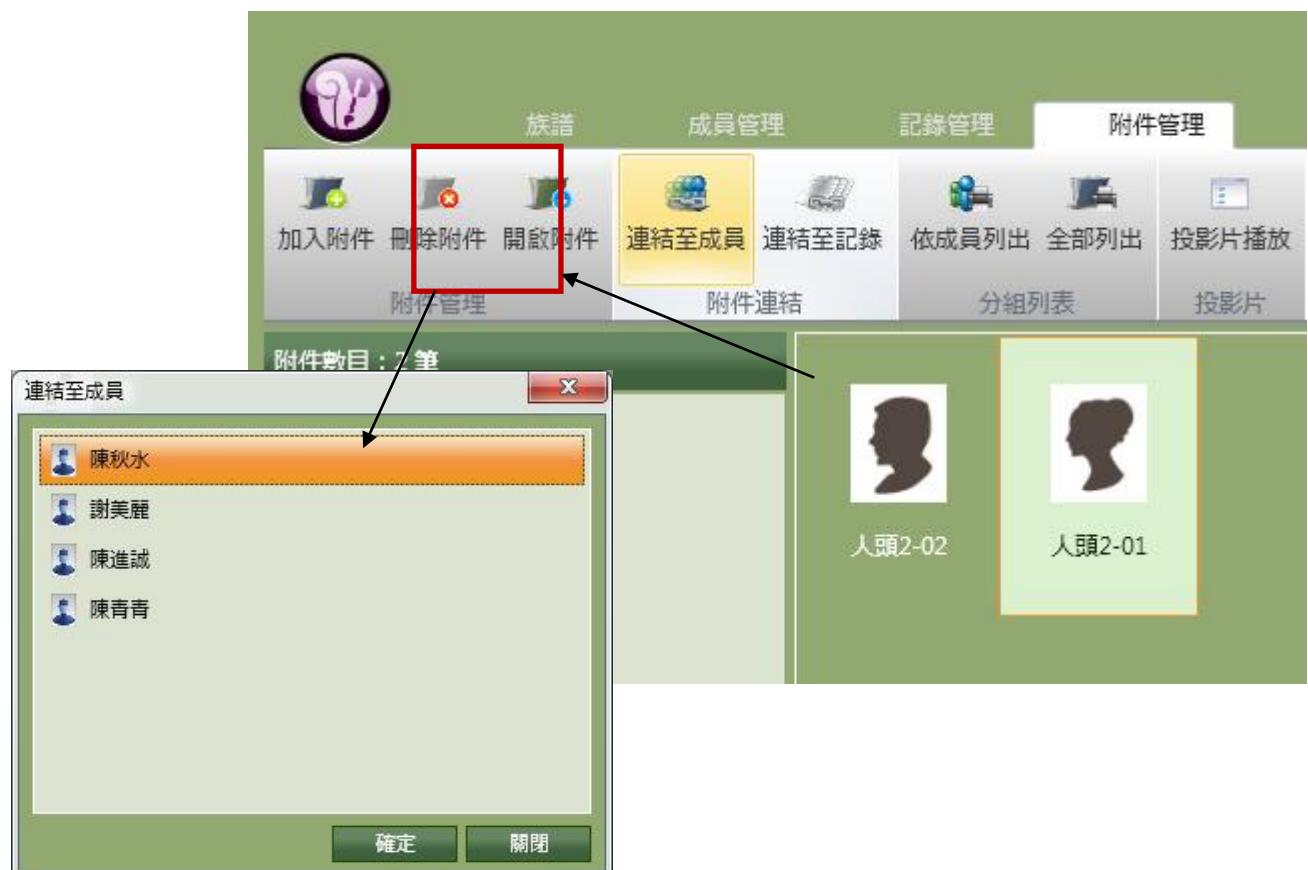 族譜 成員管理 記錄管理 附件管理
加入附件 刪除附件 開啟附件 連結至成員 連結至記錄 依成員列出 全部列出 投影片播放
附件管理 附件連結 分組列表 投影片
附件數目：2 筆
連結至成員
陳秋水
謝美麗
陳進誠
陳青青
確定 關閉
人頭2-02 人頭2-01